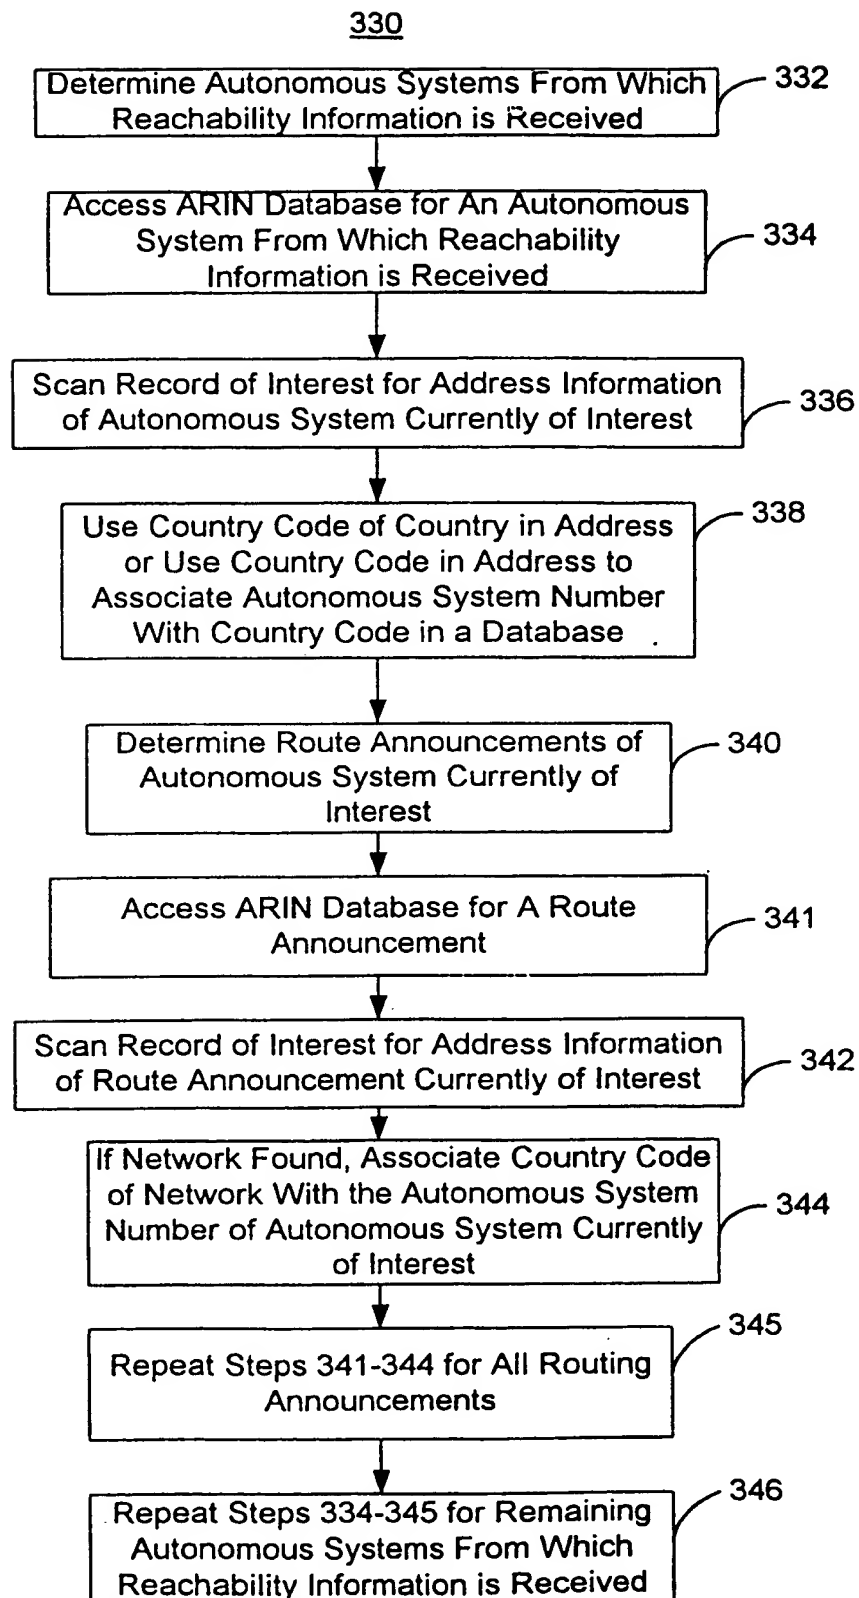 330
Determine Autonomous Systems From Which
Reachability Information is Received
332
Access ARIN Database for An Autonomous
System From Which Reachability
Information is Received
334
Scan Record of Interest for Address Information
of Autonomous System Currently of Interest
336
Use Country Code of Country in Address
or Use Country Code in Address to
Associate Autonomous System Number
With Country Code in a Database
338
Determine Route Announcements of
Autonomous System Currently of
Interest
340
Access ARIN Database for A Route
Announcement
341
Scan Record of Interest for Address Information
of Route Announcement Currently of Interest
342
If Network Found, Associate Country Code
of Network With the Autonomous System
Number of Autonomous System Currently
of Interest
344
Repeat Steps 341-344 for All Routing
Announcements
345
Repeat Steps 334-345 for Remaining
Autonomous Systems From Which
Reachability Information is Received
346